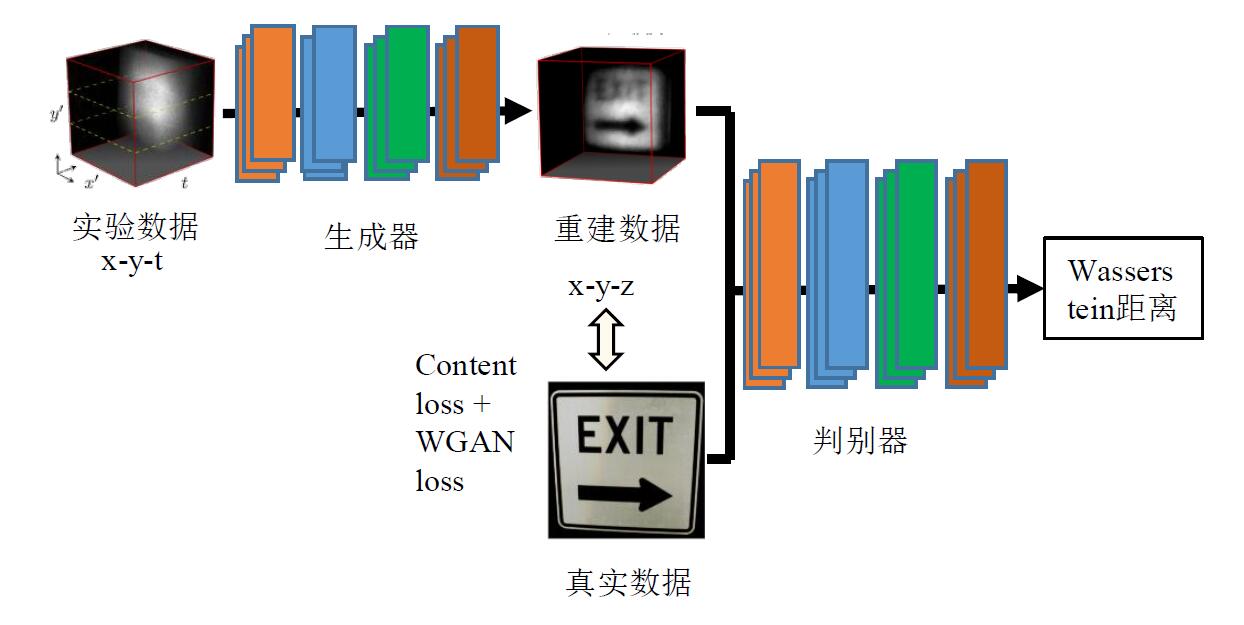 y′
x′
t
实验数据
x-y-t
生成器
EXIT
重建数据
x-y-z
Content
loss +
WGAN
loss
EXIT
真实数据
判别器
Wassers
tein距离